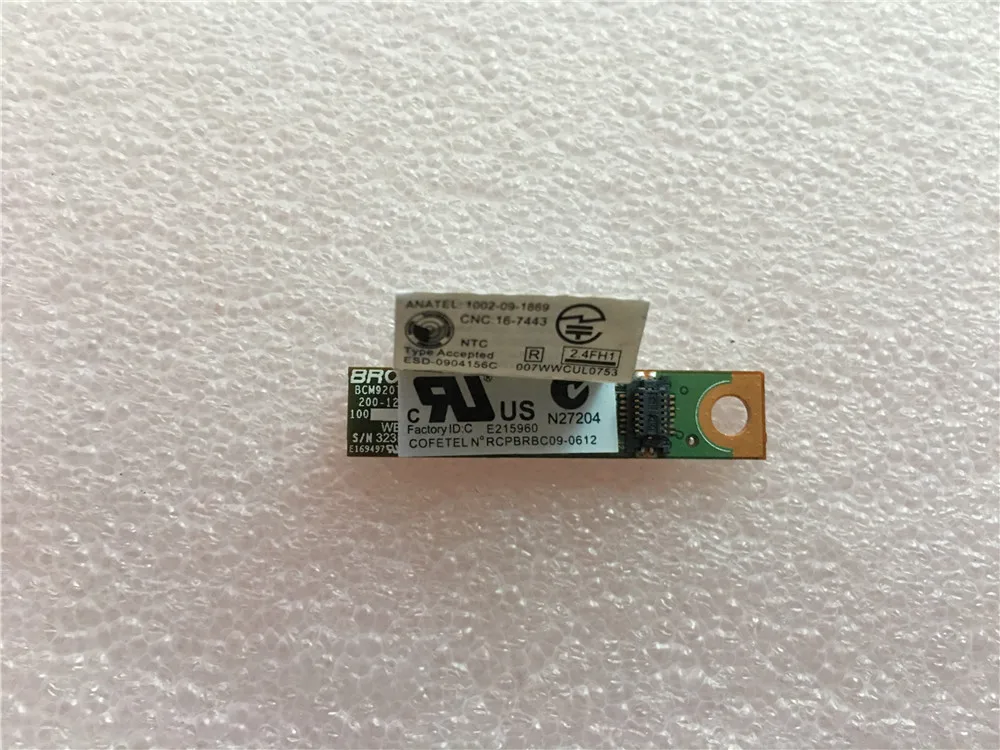 ANATEL: 1002-09-1869
CNC: 16-7443
NTC
Type Accepted
ESD-0904156C
R
2.4FH1
007WWCUL0753
BRO
BCM920
200-12
100
WE
S/N 323
E169497
C
US
N27204
Factory ID:C E215960
COFETEL N° RCPBRBC09-0612